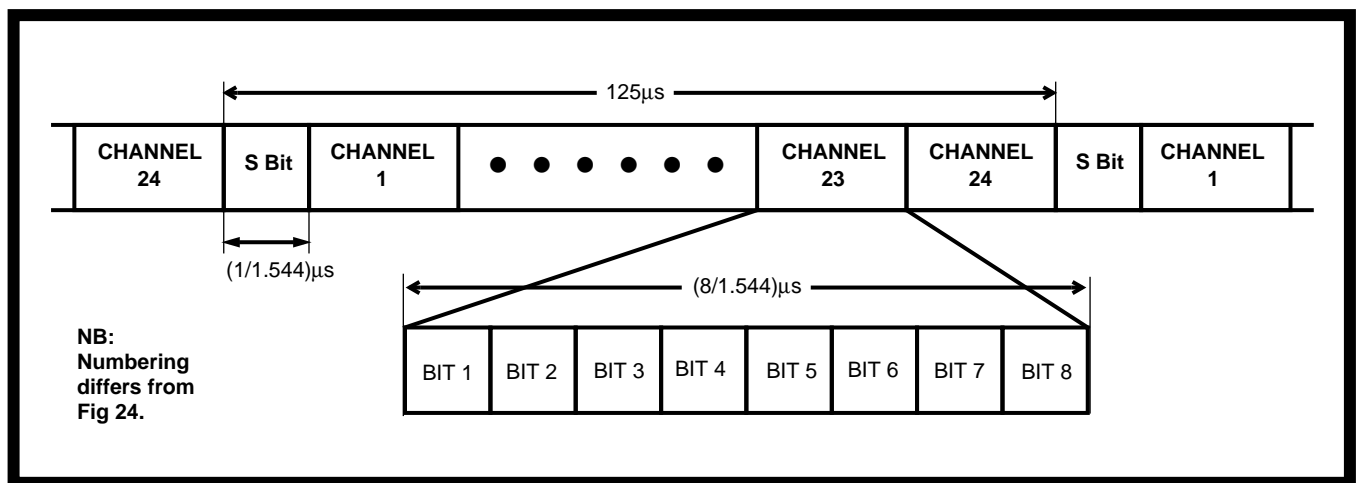 125μs
CHANNEL 24
S Bit
CHANNEL 1
CHANNEL 23
CHANNEL 24
S Bit
CHANNEL 1
(1/1.544)μs
(8/1.544)μs
NB:
Numbering
differs from
Fig 24.
BIT 1
BIT 2
BIT 3
BIT 4
BIT 5
BIT 6
BIT 7
BIT 8